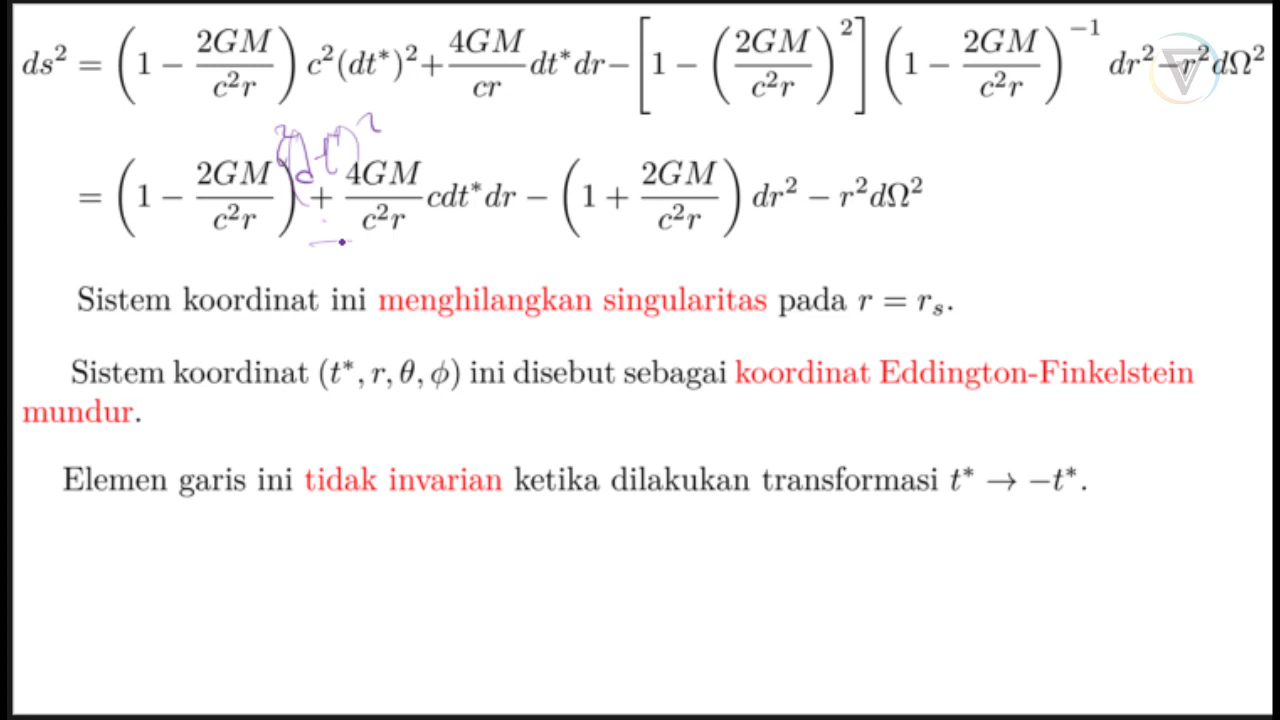 ds² = (1 − 2GM/c²r) c²(dt*)² + 4GM/cr dt*dr − [1 − (2GM/c²r)²] (1 − 2GM/c²r)⁻¹ dr² − r²dΩ²
= (1 − 2GM/c²r) + 4GM/c²r cdt*dr − (1 + 2GM/c²r) dr² − r²dΩ²
Sistem koordinat ini menghilangkan singularitas pada r = rₛ.
Sistem koordinat (t*, r, θ, ϕ) ini disebut sebagai koordinat Eddington-Finkelstein
mundur.
Elemen garis ini tidak invarian ketika dilakukan transformasi t* → −t*.